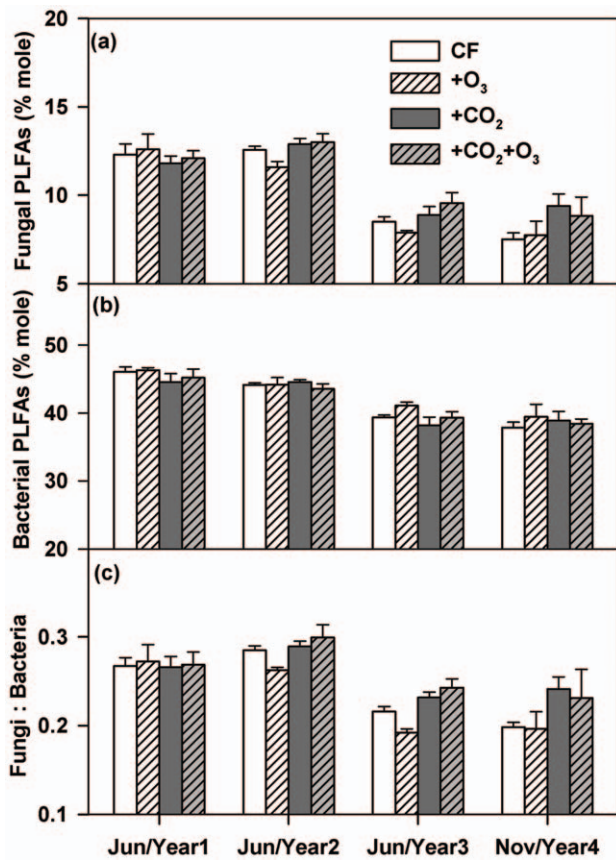 20
(a)
CF
+O3
+CO2
+CO2+O3
15
10
5
Fungal PLFAs (% mole)
(b)
50
40
30
20
Bacterial PLFAs (% mole)
(c)
0.3
0.2
0.1
Fungi : Bacteria
Jun/Year1 Jun/Year2 Jun/Year3 Nov/Year4